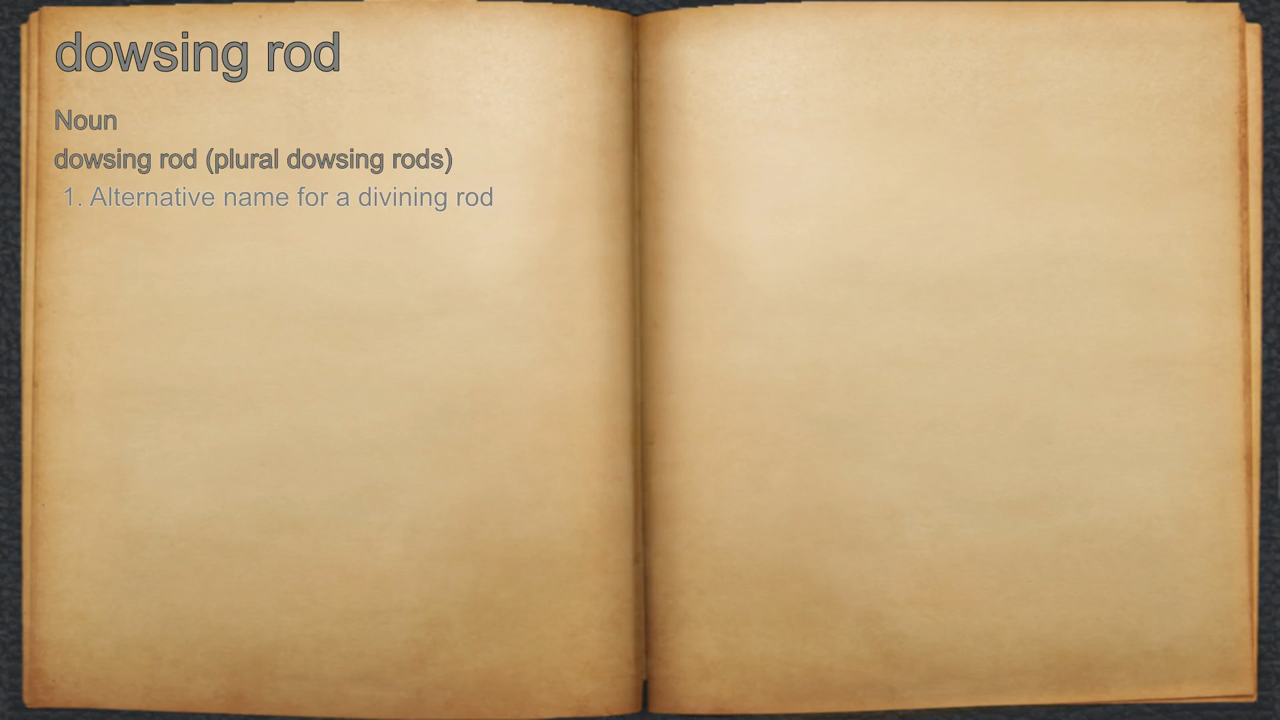 dowsing rod
Noun
dowsing rod (plural dowsing rods)
1. Alternative name for a divining rod